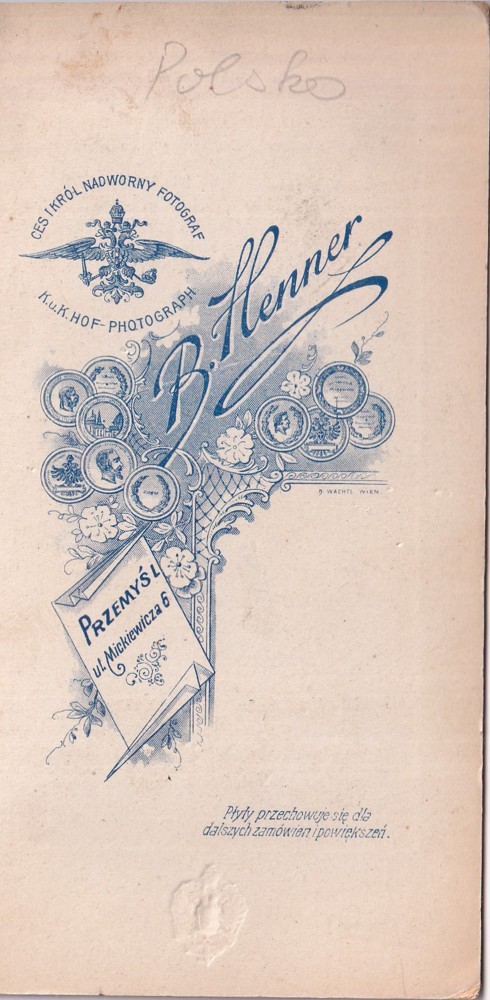 Polsko
CES I KRÓL NADWORNY FOTOGRAF
K.u.K. HOF-PHOTOGRAPH
B. Henner
B. WACHTL WIEN.
PRZEMYŚL
ul. Mickiewicza 6
Płyty przechowuje się dla
dalszych zamówień i powiększeń.